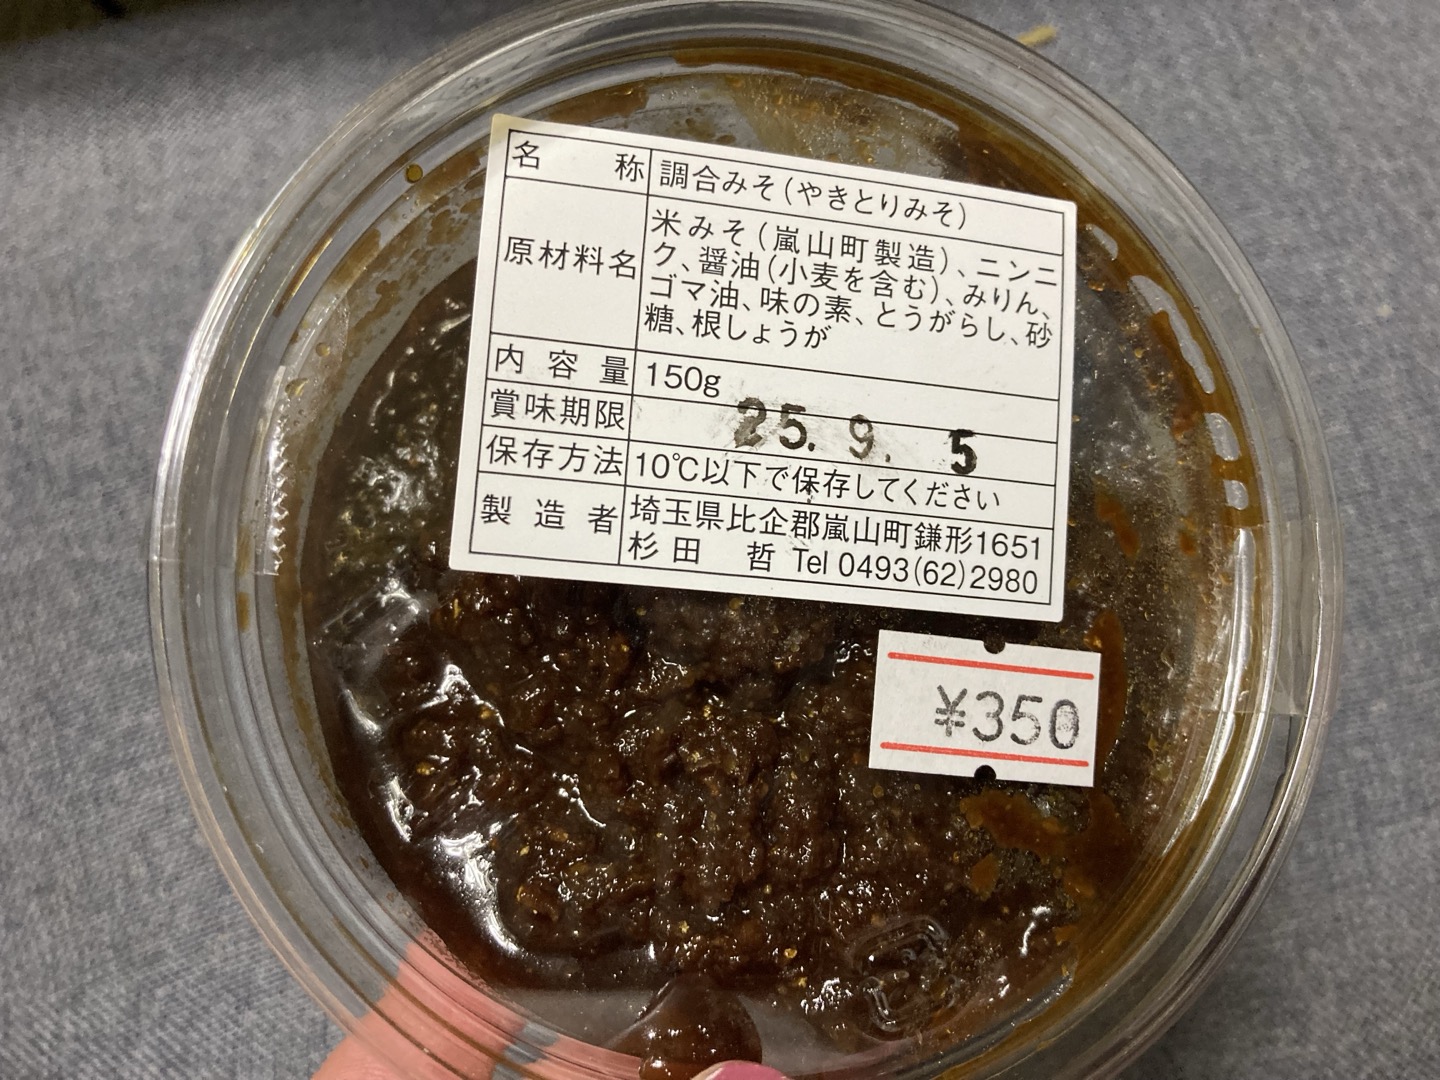 名称 調合みそ(やきとりみそ)
原材料名 米みそ(嵐山町製造)、ニンニ
ク、醤油(小麦を含む)、みりん、
ゴマ油、味の素、とうがらし、砂
糖、根しょうが
内容量 150g
賞味期限 25. 9. 5
保存方法 10℃以下で保存してください
製造者 埼玉県比企郡嵐山町鎌形1651
杉田 哲 Tel 0493(62)2980
¥350